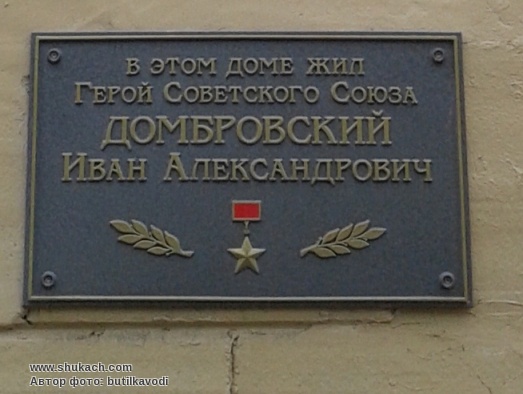 В ЭТОМ ДОМЕ ЖИЛ
ГЕРОЙ СОВЕТСКОГО СОЮЗА
ДОМБРОВСКИЙ
ИВАН АЛЕКСАНДРОВИЧ
www.shukach.com
Автор фото: butilkavodi